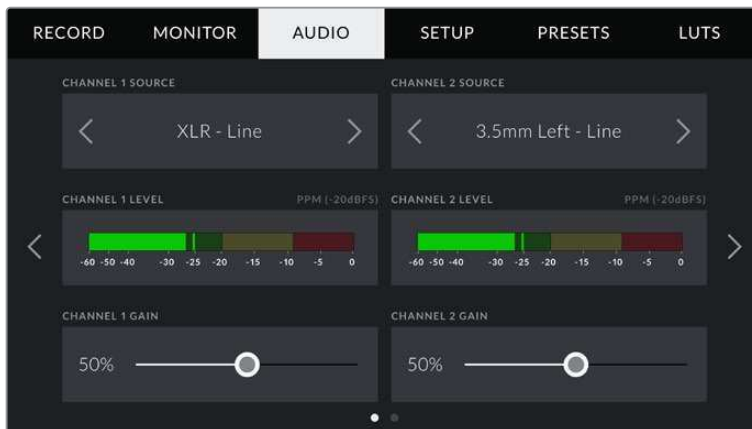 RECORD MONITOR AUDIO SETUP PRESETS LUTS
CHANNEL 1 SOURCE CHANNEL 2 SOURCE
XLR - Line 3.5mm Left - Line
CHANNEL 1 LEVEL PPM (-20dBFS) CHANNEL 2 LEVEL PPM (-20dBFS)
-60 -50 -40 -30 -25 -20 -15 -10 -5 0 -60 -50 -40 -30 -25 -20 -15 -10 -5 0
CHANNEL 1 GAIN CHANNEL 2 GAIN
50% 50%